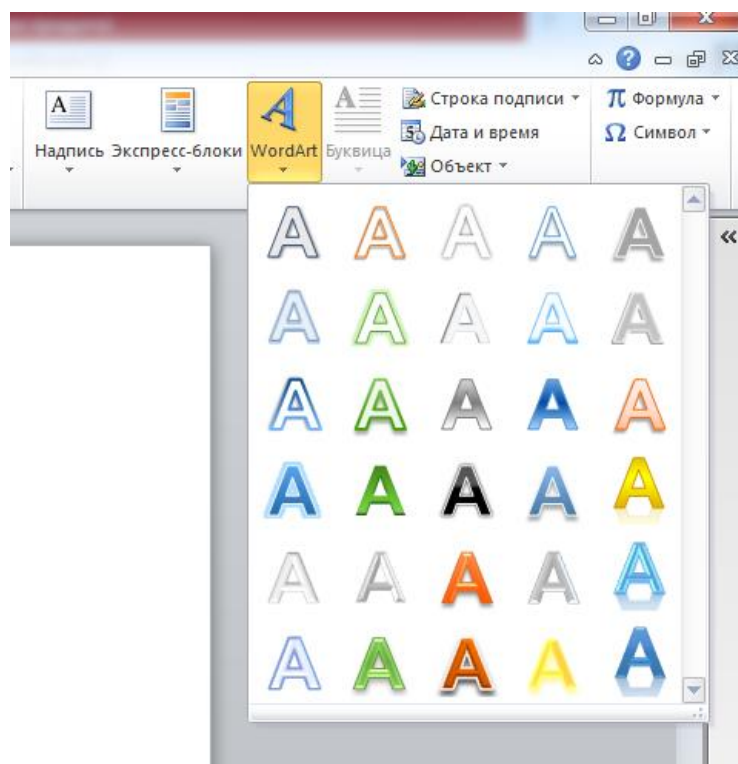 Строка подписи
π Формула
Дата и время
Ω Символ
Надпись Экспресс-блоки WordArt Буквица
Объект
A A A A A
A A A A A
A A A A A
A A A A A
A A A A A
A A A A A